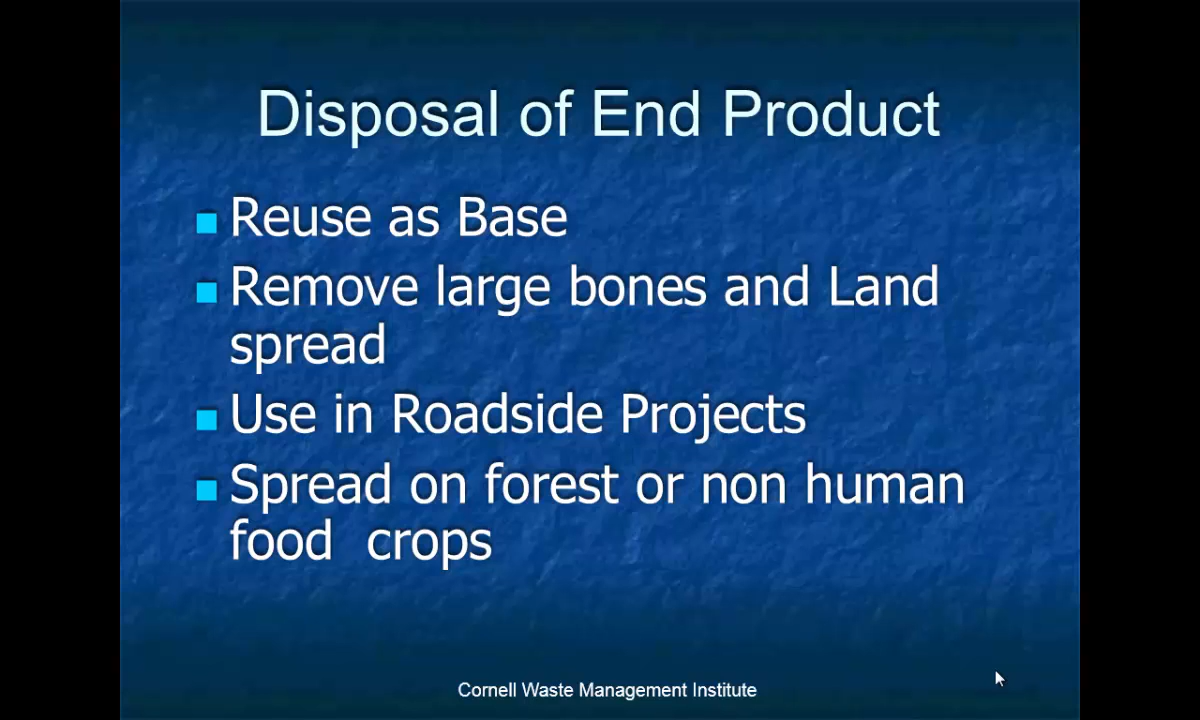 Disposal of End Product
Reuse as Base
Remove large bones and Land
spread
Use in Roadside Projects
Spread on forest or non human
food  crops
Cornell Waste Management Institute